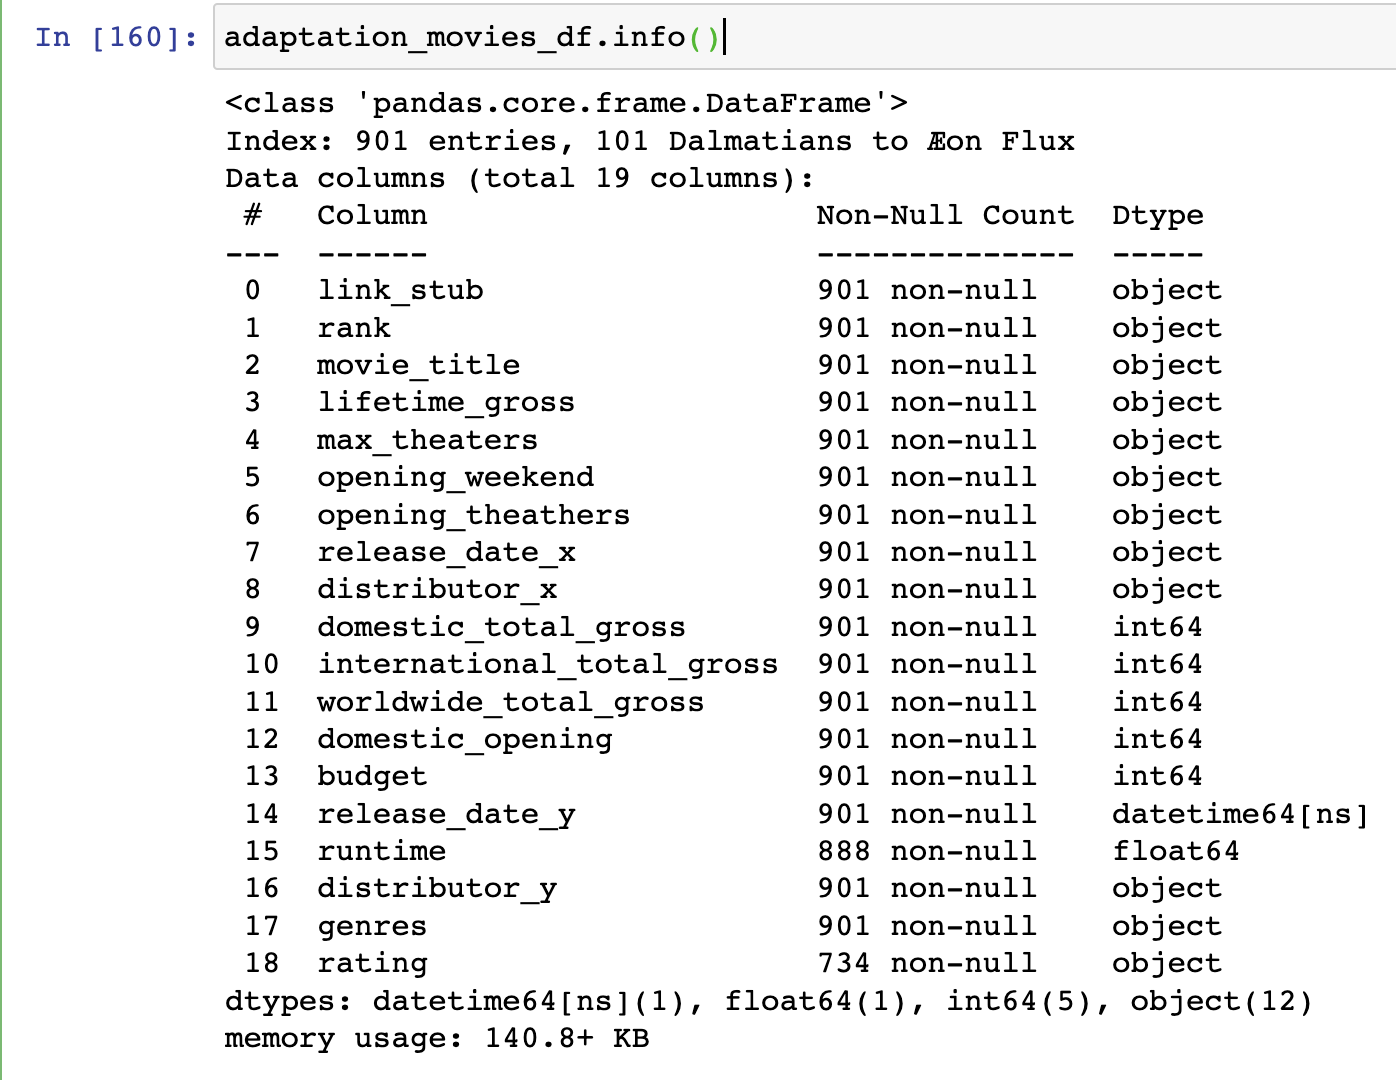 In [160]: adaptation_movies_df.info()
<class 'pandas.core.frame.DataFrame'>
Index: 901 entries, 101 Dalmatians to Æon Flux
Data columns (total 19 columns):
 #   Column                     Non-Null Count  Dtype
---  ------                     --------------  -----
 0   link_stub                  901 non-null    object
 1   rank                       901 non-null    object
 2   movie_title                901 non-null    object
 3   lifetime_gross             901 non-null    object
 4   max_theaters               901 non-null    object
 5   opening_weekend            901 non-null    object
 6   opening_theathers          901 non-null    object
 7   release_date_x             901 non-null    object
 8   distributor_x              901 non-null    object
 9   domestic_total_gross       901 non-null    int64
 10  international_total_gross  901 non-null    int64
 11  worldwide_total_gross      901 non-null    int64
 12  domestic_opening           901 non-null    int64
 13  budget                     901 non-null    int64
 14  release_date_y             901 non-null    datetime64[ns]
 15  runtime                    888 non-null    float64
 16  distributor_y              901 non-null    object
 17  genres                     901 non-null    object
 18  rating                     734 non-null    object
dtypes: datetime64[ns](1), float64(1), int64(5), object(12)
memory usage: 140.8+ KB